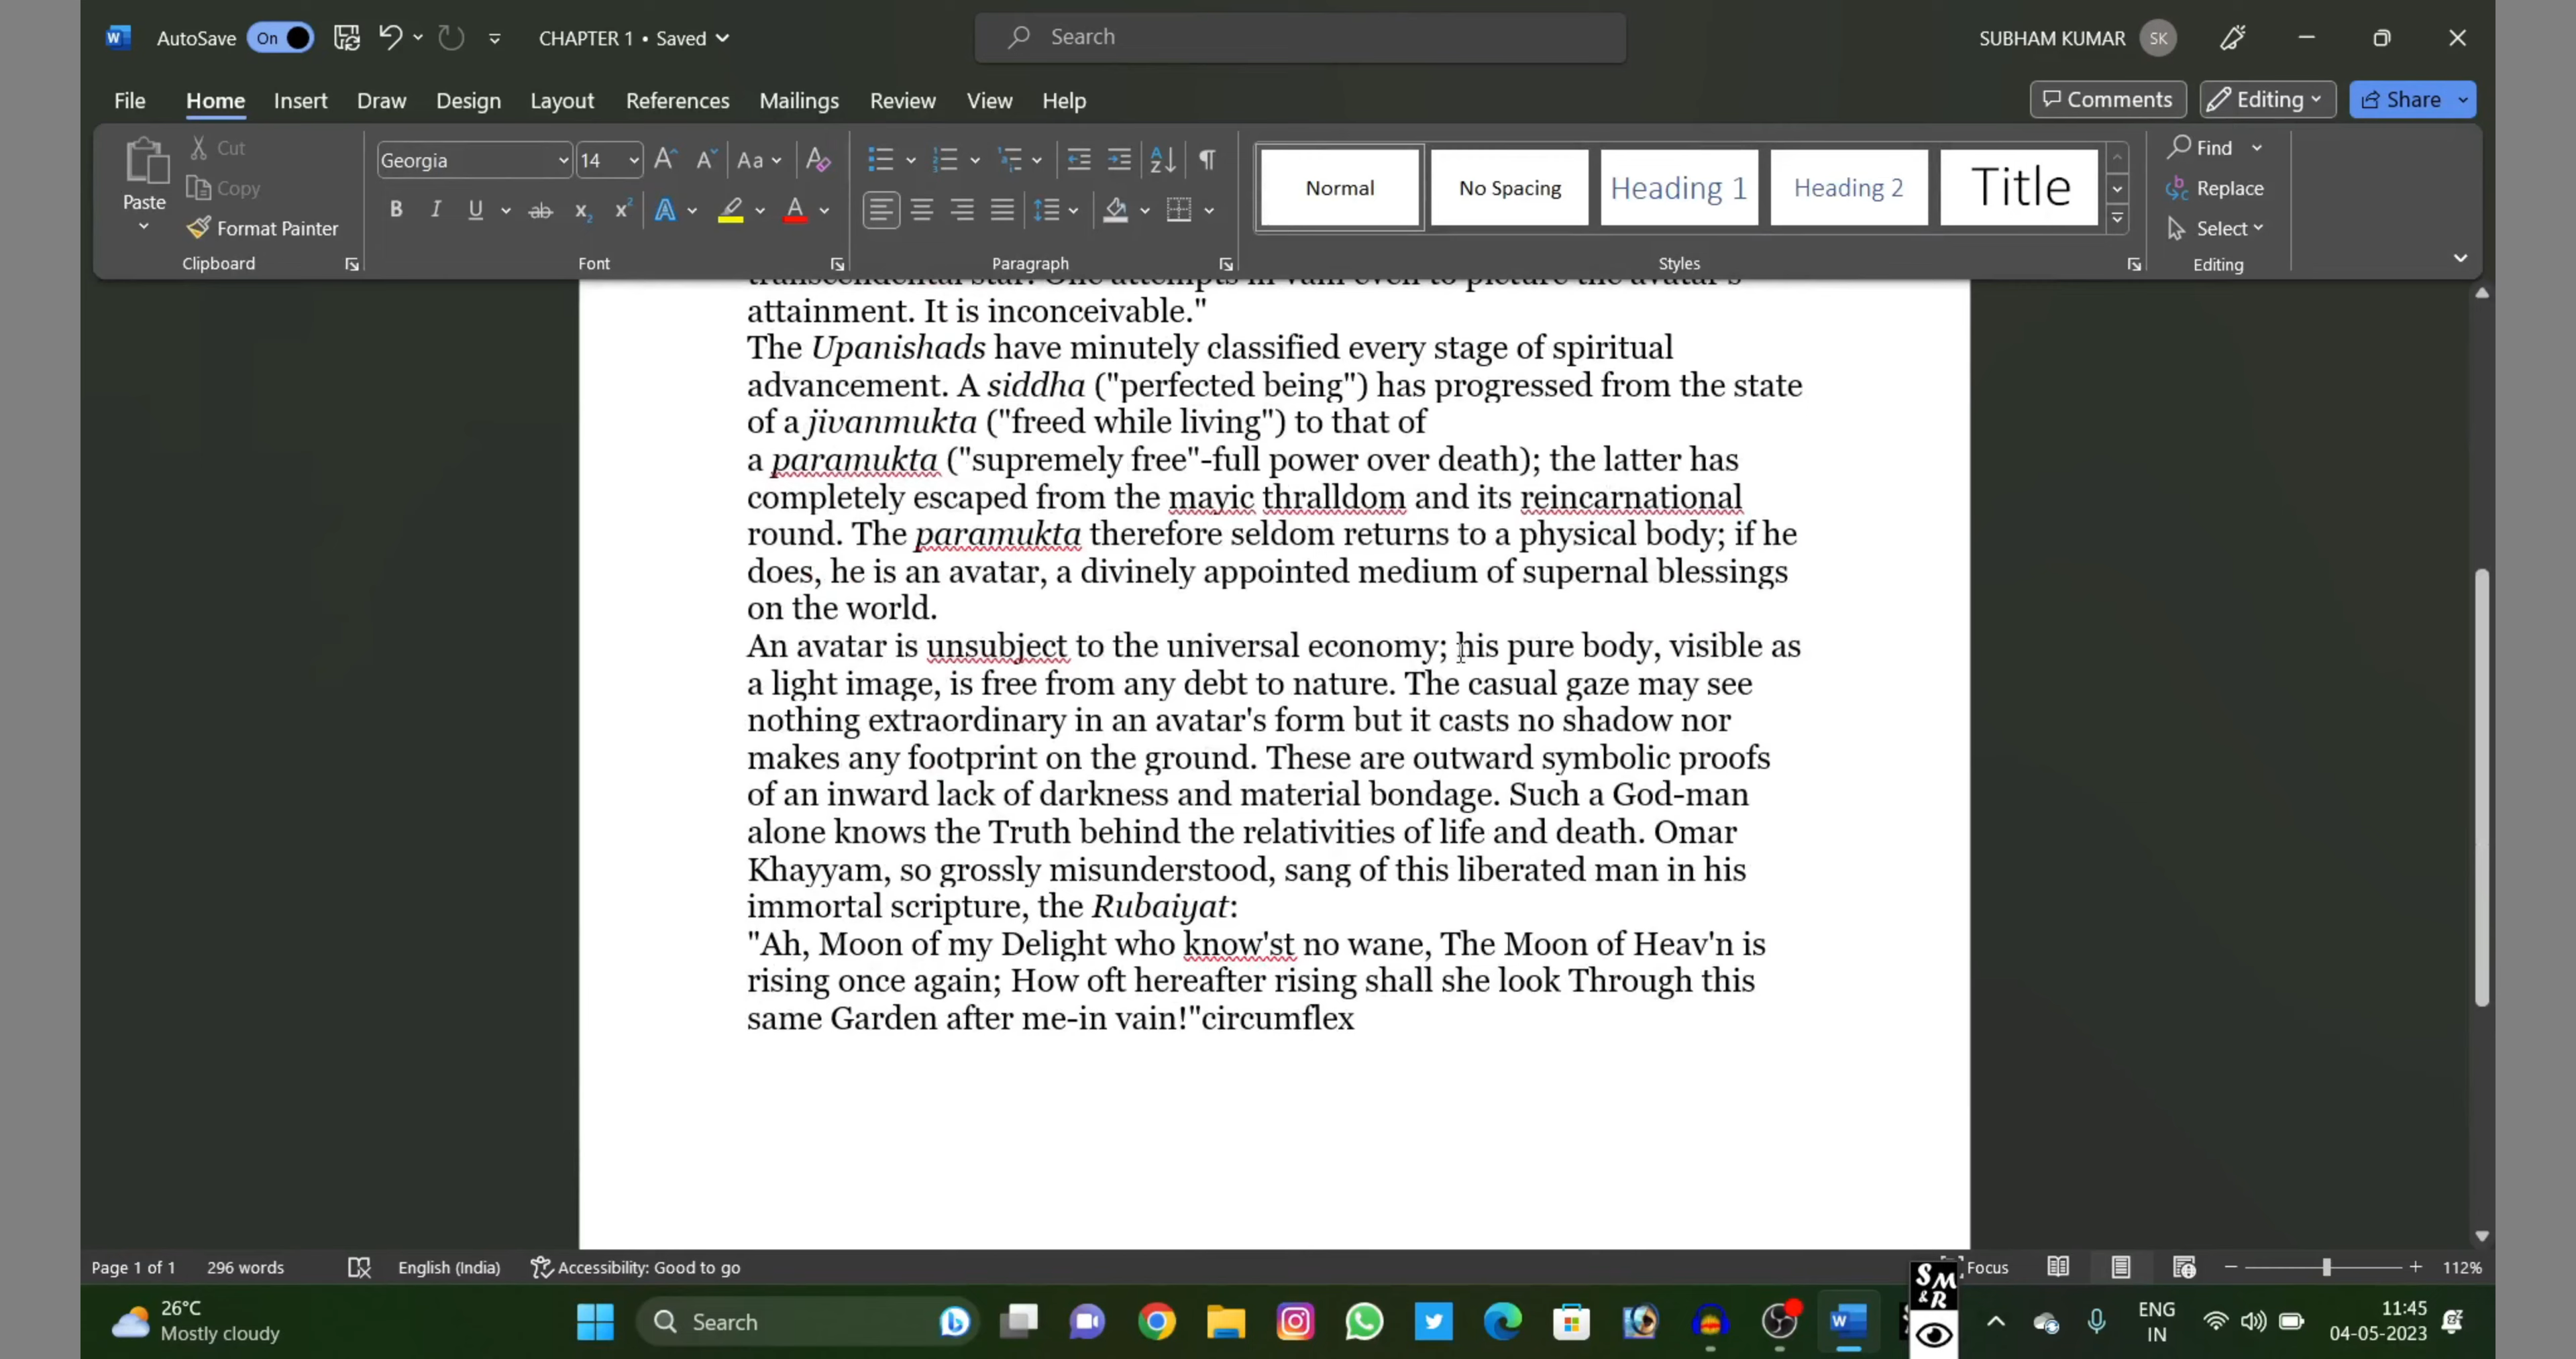 W AutoSave On CHAPTER 1 • Saved Search SUBHAM KUMAR SK
File Home Insert Draw Design Layout References Mailings Review View Help Comments Editing Share
Paste Cut Copy Format Painter Clipboard
Georgia 14 Font
Paragraph
Normal No Spacing Heading 1 Heading 2 Title Styles
Find Replace Select Editing
transcendental star. One attempts in vain even to picture the avatar's
attainment. It is inconceivable."
The Upanishads have minutely classified every stage of spiritual
advancement. A siddha ("perfected being") has progressed from the state
of a jivanmukta ("freed while living") to that of
a paramukta ("supremely free"-full power over death); the latter has
completely escaped from the mayic thralldom and its reincarnational
round. The paramukta therefore seldom returns to a physical body; if he
does, he is an avatar, a divinely appointed medium of supernal blessings
on the world.
An avatar is unsubject to the universal economy; his pure body, visible as
a light image, is free from any debt to nature. The casual gaze may see
nothing extraordinary in an avatar's form but it casts no shadow nor
makes any footprint on the ground. These are outward symbolic proofs
of an inward lack of darkness and material bondage. Such a God-man
alone knows the Truth behind the relativities of life and death. Omar
Khayyam, so grossly misunderstood, sang of this liberated man in his
immortal scripture, the Rubaiyat:
"Ah, Moon of my Delight who know'st no wane, The Moon of Heav'n is
rising once again; How oft hereafter rising shall she look Through this
same Garden after me-in vain!"circumflex
Page 1 of 1 296 words English (India) Accessibility: Good to go Focus 112%
26°C
Mostly cloudy
Search
SM&R
ENG
IN
11:45
04-05-2023